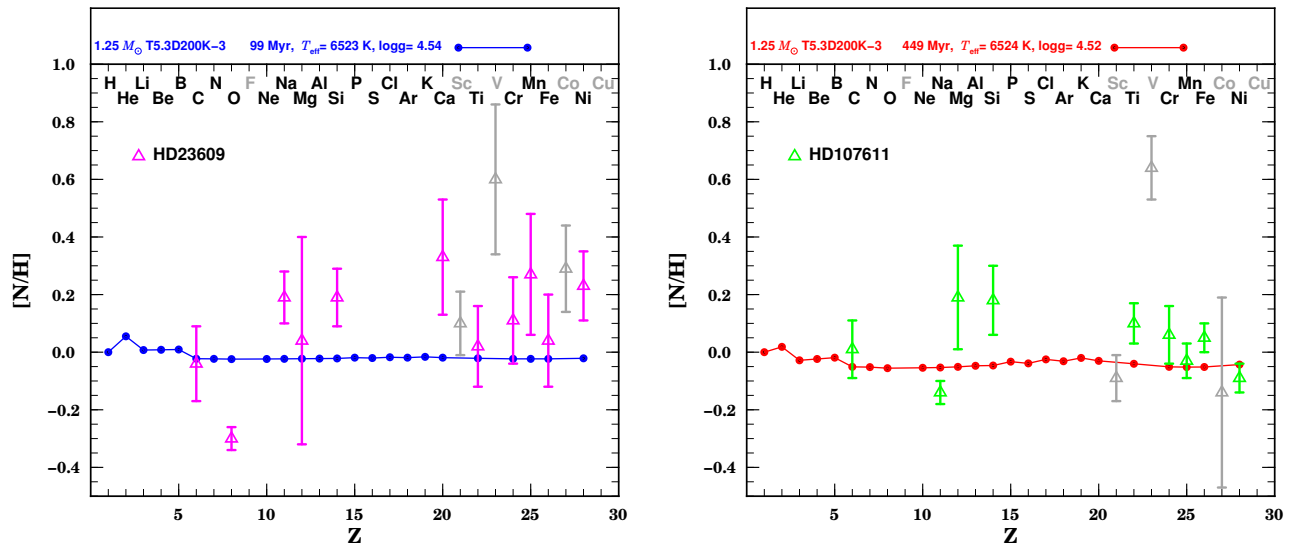 1.25 M⊙ T5.3D200K−3 99 Myr, Teff= 6523 K, logg= 4.54
H Li B N F Na Al P Cl K Sc V Mn Co Cu
He Be C O Ne Mg Si S Ar Ca Ti Cr Fe Ni
HD23609
[N/H]
1.0
0.8
0.6
0.4
0.2
0.0
−0.2
−0.4
5 10 15 20 25 30
Z
1.25 M⊙ T5.3D200K−3 449 Myr, Teff= 6524 K, logg= 4.52
H Li B N F Na Al P Cl K Sc V Mn Co Cu
He Be C O Ne Mg Si S Ar Ca Ti Cr Fe Ni
HD107611
[N/H]
1.0
0.8
0.6
0.4
0.2
0.0
−0.2
−0.4
5 10 15 20 25 30
Z